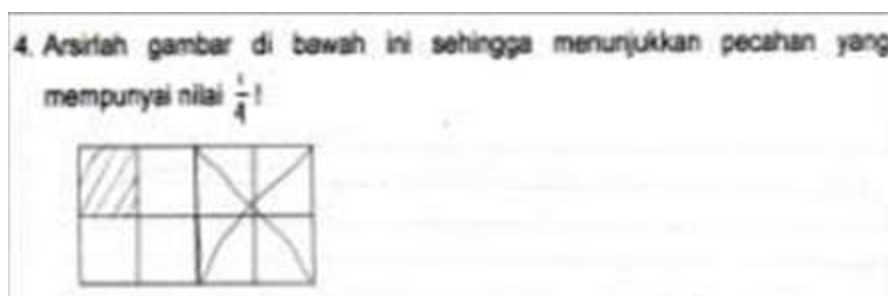 4. Arsirlah gambar di bawah ini sehingga menunjukkan pecahan yang
mempunyai nilai 1/4 !